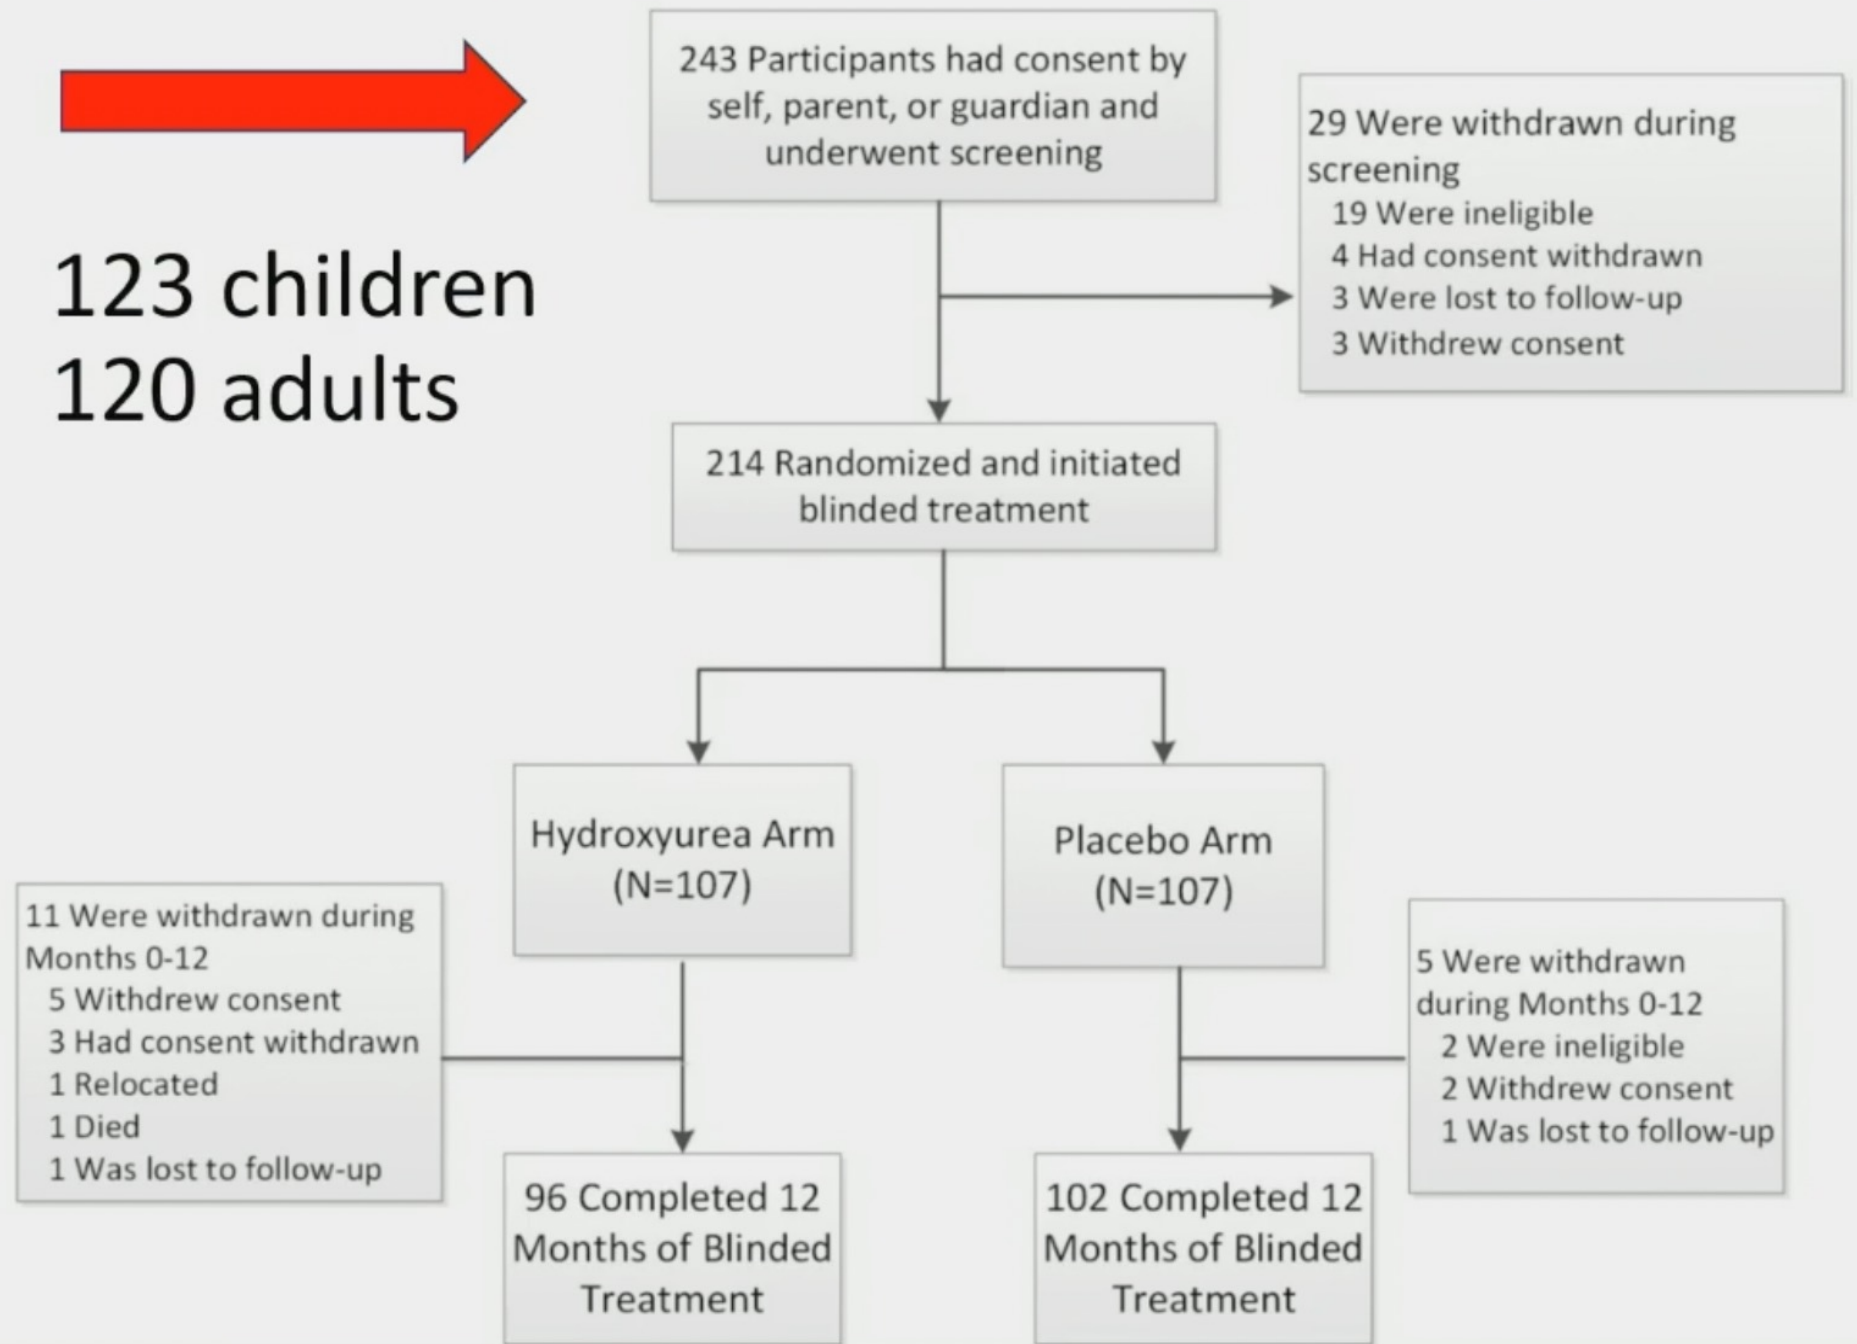 243 Participants had consent by
self, parent, or guardian and
underwent screening
29 Were withdrawn during
screening
19 Were ineligible
4 Had consent withdrawn
3 Were lost to follow-up
3 Withdrew consent
123 children
120 adults
214 Randomized and initiated
blinded treatment
Hydroxyurea Arm
(N=107)
Placebo Arm
(N=107)
11 Were withdrawn during
Months 0-12
5 Withdrew consent
3 Had consent withdrawn
1 Relocated
1 Died
1 Was lost to follow-up
5 Were withdrawn
during Months 0-12
2 Were ineligible
2 Withdrew consent
1 Was lost to follow-up
96 Completed 12
Months of Blinded
Treatment
102 Completed 12
Months of Blinded
Treatment